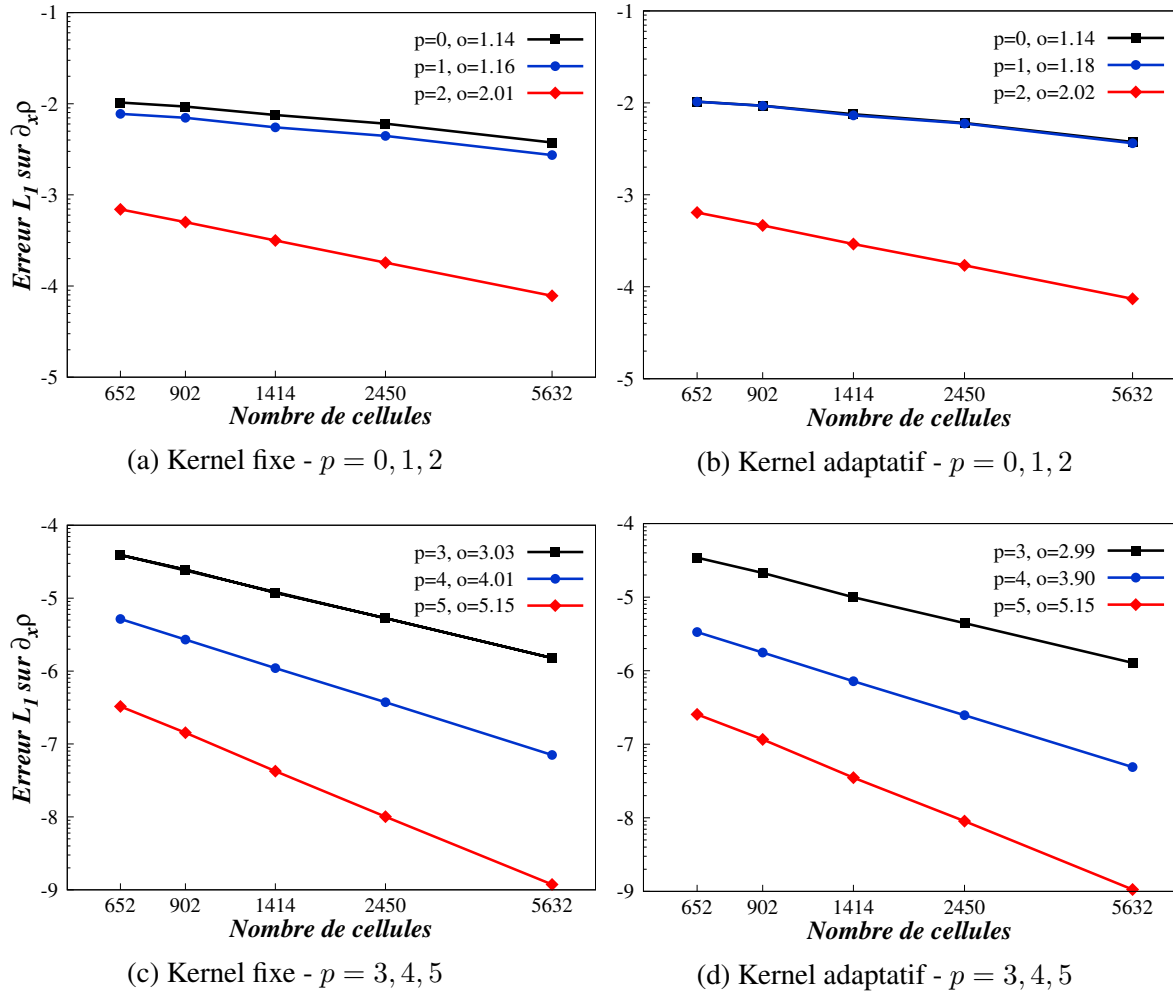 -1
-2
-3
-4
-5
Erreur L1 sur ∂xρ
p=0, o=1.14
p=1, o=1.16
p=2, o=2.01
652 902 1414 2450 5632
Nombre de cellules
(a) Kernel fixe - p = 0, 1, 2
-1
-2
-3
-4
-5
p=0, o=1.14
p=1, o=1.18
p=2, o=2.02
652 902 1414 2450 5632
Nombre de cellules
(b) Kernel adaptatif - p = 0, 1, 2
-4
-5
-6
-7
-8
-9
Erreur L1 sur ∂xρ
p=3, o=3.03
p=4, o=4.01
p=5, o=5.15
652 902 1414 2450 5632
Nombre de cellules
(c) Kernel fixe - p = 3, 4, 5
-4
-5
-6
-7
-8
-9
p=3, o=2.99
p=4, o=3.90
p=5, o=5.15
652 902 1414 2450 5632
Nombre de cellules
(d) Kernel adaptatif - p = 3, 4, 5